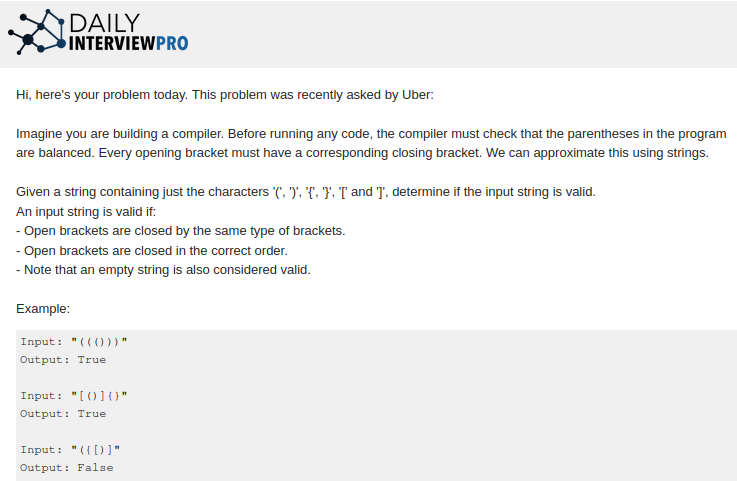 DAILY
INTERVIEWPRO
Hi, here's your problem today. This problem was recently asked by Uber:
Imagine you are building a compiler. Before running any code, the compiler must check that the parentheses in the program
are balanced. Every opening bracket must have a corresponding closing bracket. We can approximate this using strings.
Given a string containing just the characters '(', ')', '{', '}', '[' and ']', determine if the input string is valid.
An input string is valid if:
- Open brackets are closed by the same type of brackets.
- Open brackets are closed in the correct order.
- Note that an empty string is also considered valid.
Example:
Input: "((()))"
Output: True
Input: "[()]{}"
Output: True
Input: "({[)]"
Output: False